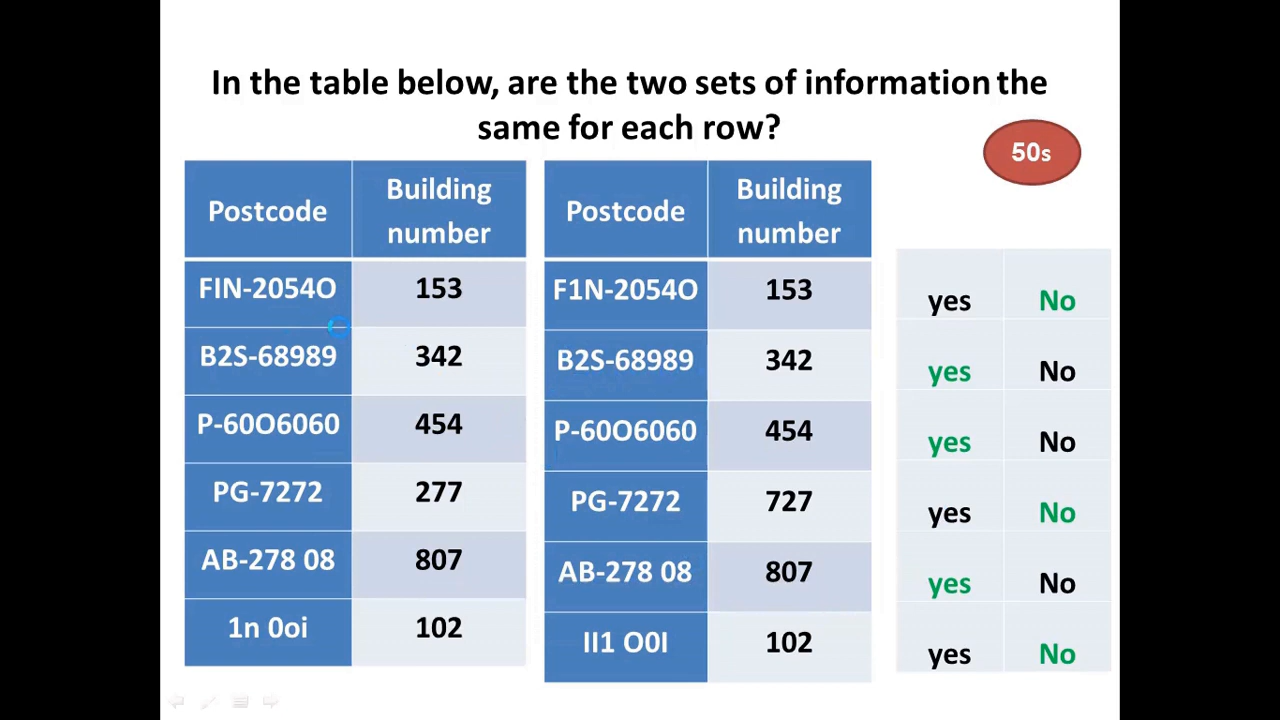 In the table below, are the two sets of information the
same for each row?
50s
Postcode Building number Postcode Building number
FIN-2054O 153 F1N-2054O 153 yes No
B2S-68989 342 B2S-68989 342 yes No
P-60O6060 454 P-60O6060 454 yes No
PG-7272 277 PG-7272 727 yes No
AB-278 08 807 AB-278 08 807 yes No
1n 0oi 102 II1 O0I 102 yes No